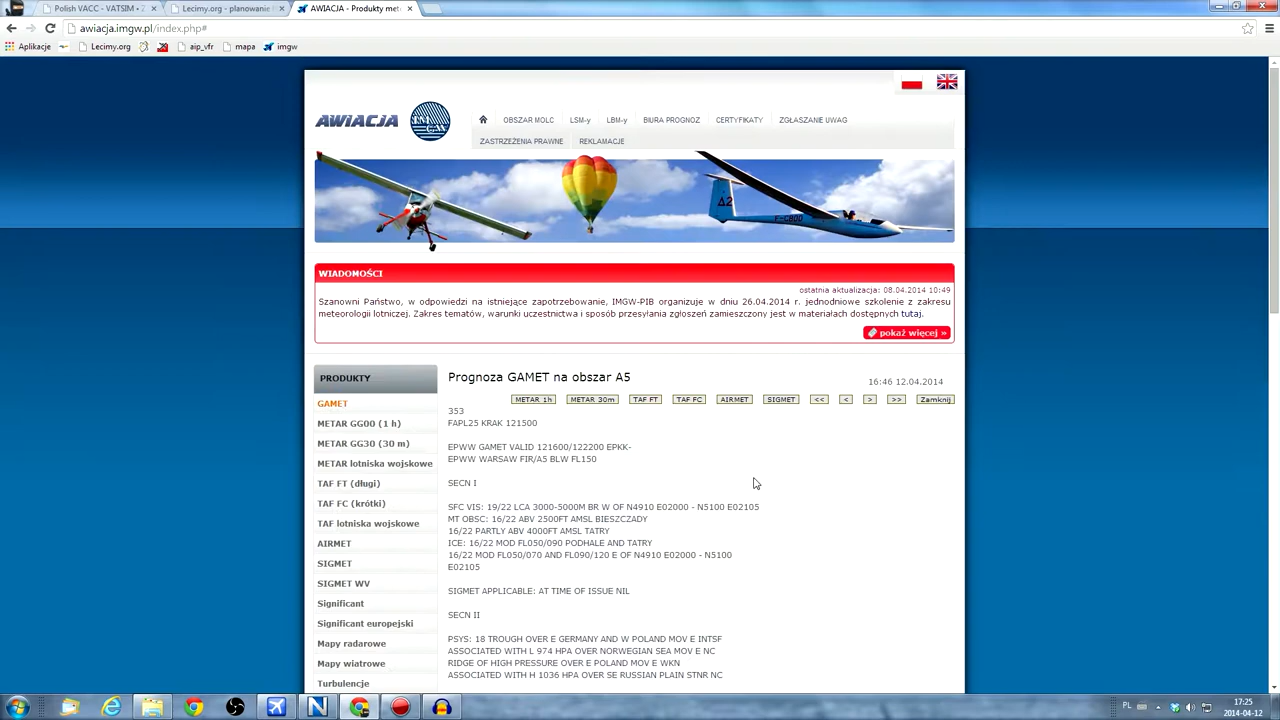 Polish VACC - VATSIM • Z
Lecimy.org - planowanie
AWIACJA - Produkty met
awiacja.imgw.pl/index.php#
Aplikacje
Lecimy.org
aip_vfr
mapa
imgw
AWIACJA
OBSZAR MOLC
LSM-y
LBM-y
BIURA PROGNOZ
CERTYFIKATY
ZGŁASZANIE UWAG
ZASTRZEŻENIA PRAWNE
REKLAMACJE
WIADOMOŚCI
ostatnia aktualizacja: 08.04.2014 10:49
Szanowni Państwo, w odpowiedzi na istniejące zapotrzebowanie, IMGW-PIB organizuje w dniu 26.04.2014 r. jednodniowe szkolenie z zakresu
meteorologii lotniczej. Zakres tematów, warunki uczestnictwa i sposób przesyłania zgłoszeń zamieszczony jest w materiałach dostępnych tutaj.
pokaż więcej »
PRODUKTY
GAMET
METAR GG00 (1 h)
METAR GG30 (30 m)
METAR lotniska wojskowe
TAF FT (długi)
TAF FC (krótki)
TAF lotniska wojskowe
AIRMET
SIGMET
SIGMET WV
Significant
Significant europejski
Mapy radarowe
Mapy wiatrowe
Turbulencje
Prognoza GAMET na obszar A5
16:46 12.04.2014
METAR 1h METAR 30m TAF FT TAF FC AIRMET SIGMET << < > >> Zamknij
353
FAPL25 KRAK 121500
EPWW GAMET VALID 121600/122200 EPKK-
EPWW WARSAW FIR/A5 BLW FL150
SECN I
SFC VIS: 19/22 LCA 3000-5000M BR W OF N4910 E02000 - N5100 E02105
MT OBSC: 16/22 ABV 2500FT AMSL BIESZCZADY
16/22 PARTLY ABV 4000FT AMSL TATRY
ICE: 16/22 MOD FL050/090 PODHALE AND TATRY
16/22 MOD FL050/070 AND FL090/120 E OF N4910 E02000 - N5100
E02105
SIGMET APPLICABLE: AT TIME OF ISSUE NIL
SECN II
PSYS: 18 TROUGH OVER E GERMANY AND W POLAND MOV E INTSF
ASSOCIATED WITH L 974 HPA OVER NORWEGIAN SEA MOV E NC
RIDGE OF HIGH PRESSURE OVER E POLAND MOV E WKN
ASSOCIATED WITH H 1036 HPA OVER SE RUSSIAN PLAIN STNR NC
PL
17:25
2014-04-12